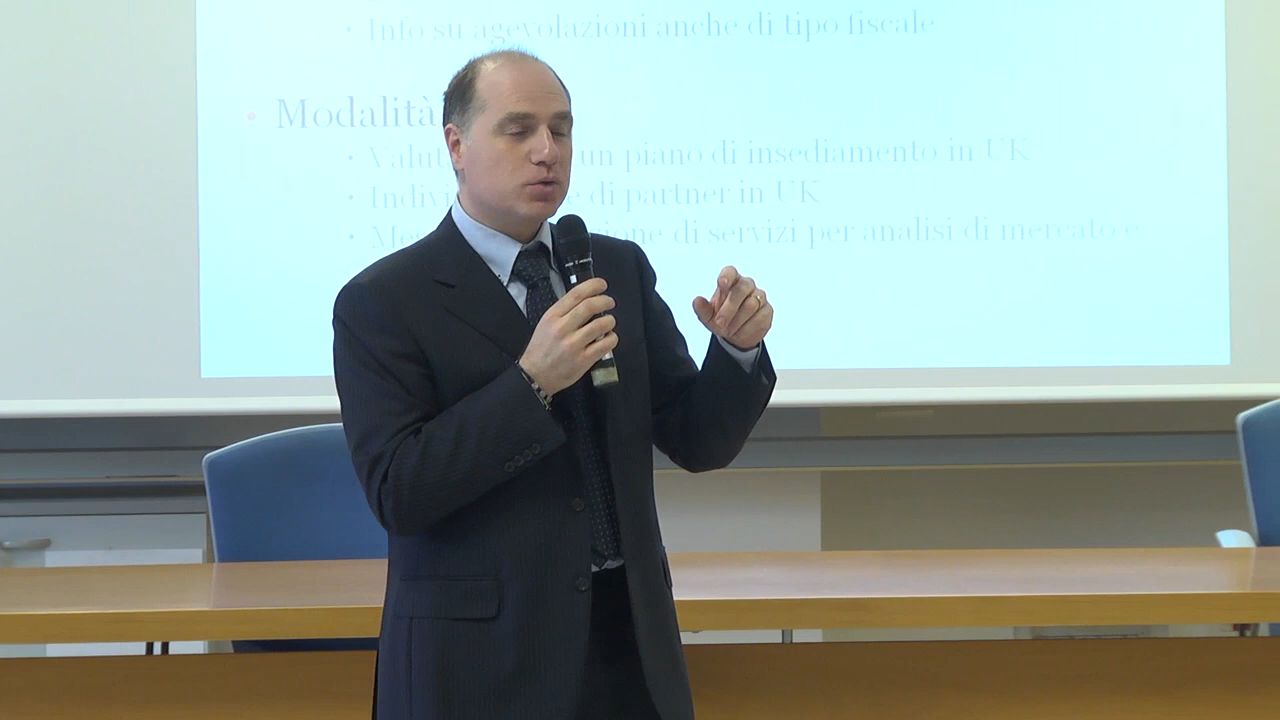 Info su agevolazioni anche di tipo fiscale
Modalità
un piano di insediamento in UK
di partner in UK
di servizi per analisi di mercato e